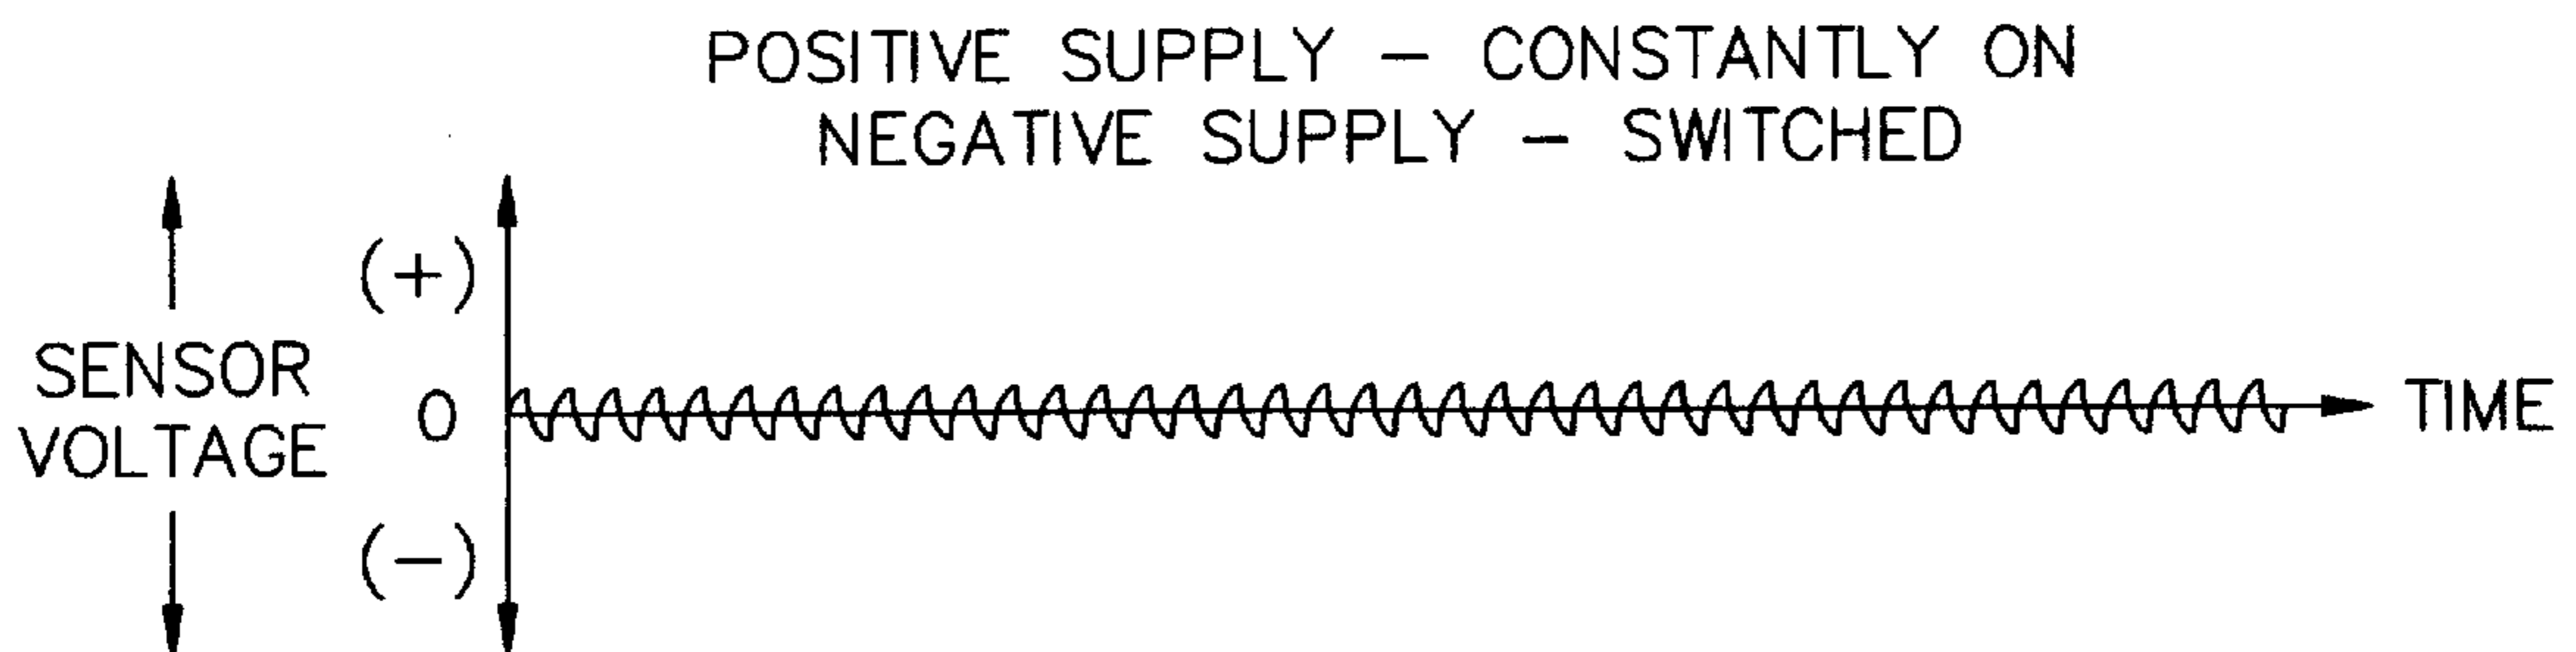 POSITIVE SUPPLY – CONSTANTLY ON
NEGATIVE SUPPLY – SWITCHED
(+)
SENSOR
VOLTAGE
0
(–)
TIME